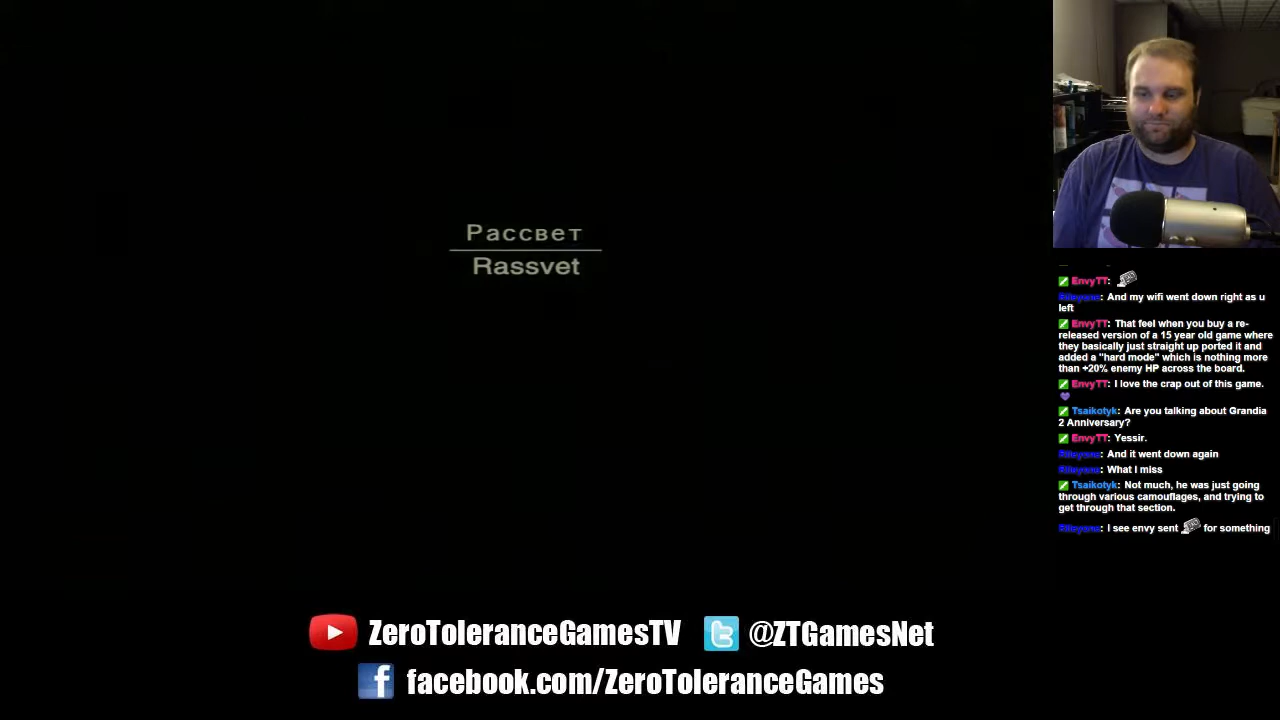 Рассвет
Rassvet
EnvyTT:
And my wifi went down right as u
left
EnvyTT: That feel when you buy a re-
released version of a 15 year old game where
they basically just straight up ported it and
added a "hard mode" which is nothing more
than +20% enemy HP across the board.
EnvyTT: I love the crap out of this game.
Tsaikotyk: Are you talking about Grandia
2 Anniversary?
EnvyTT: Yessir.
And it went down again
What I miss
Tsaikotyk: Not much, he was just going
through various camouflages, and trying to
get through that section.
I see envy sent for something
ZeroToleranceGamesTV @ZTGamesNet
facebook.com/ZeroToleranceGames